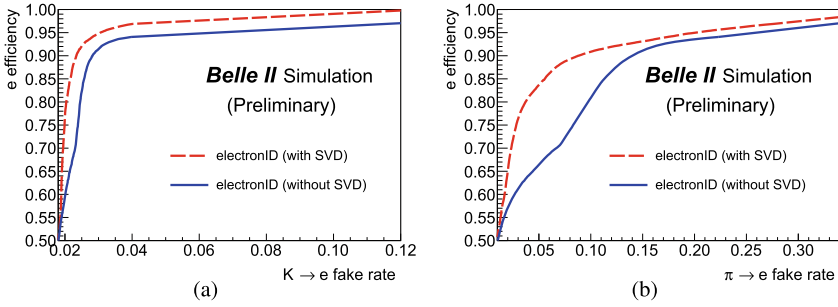 e efficiency
1.00
0.95
0.90
0.85
0.80
0.75
0.70
0.65
0.60
0.55
0.50
Belle II Simulation
(Preliminary)
electronID (with SVD)
electronID (without SVD)
0.02 0.04 0.06 0.08 0.10 0.12
K → e fake rate
(a)
e efficiency
1.00
0.95
0.90
0.85
0.80
0.75
0.70
0.65
0.60
0.55
0.50
Belle II Simulation
(Preliminary)
electronID (with SVD)
electronID (without SVD)
0.05 0.10 0.15 0.20 0.25 0.30
π → e fake rate
(b)